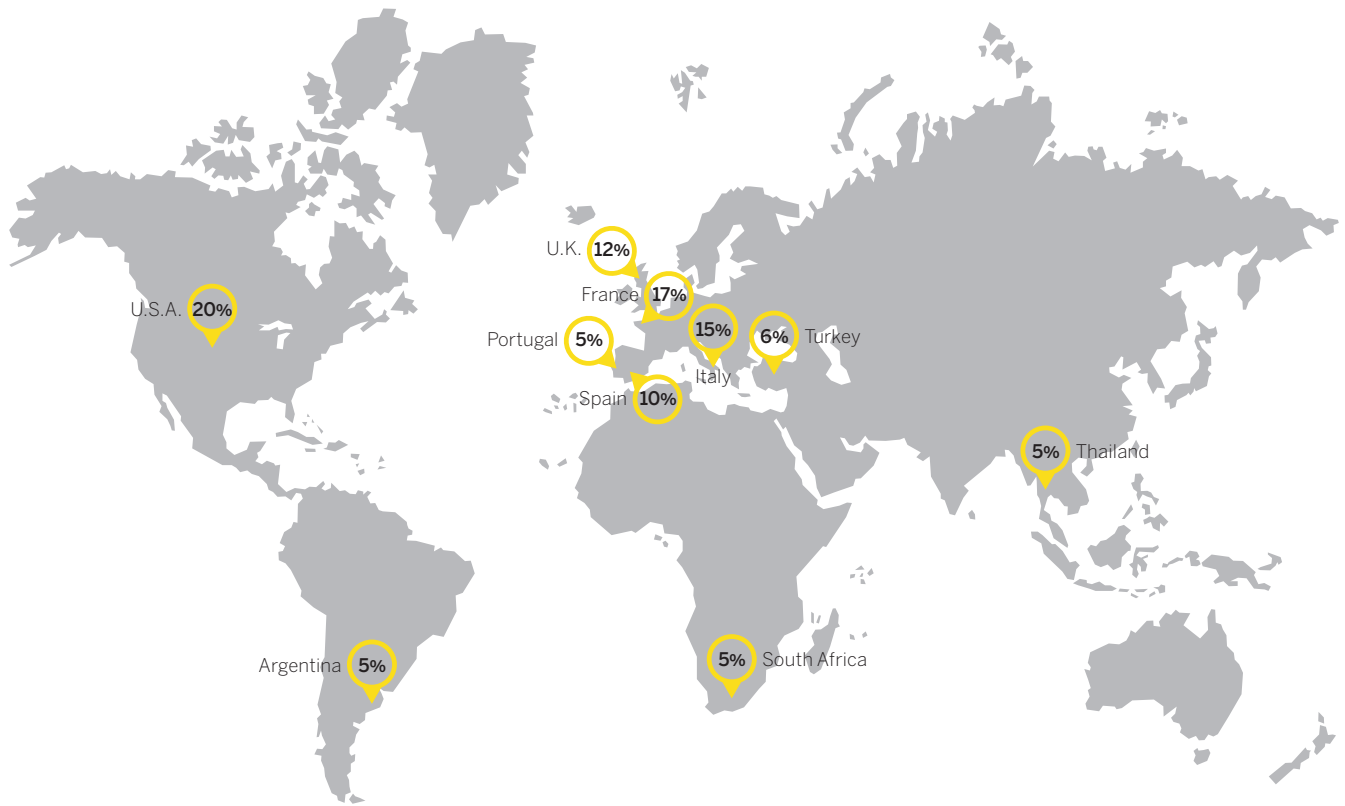 U.K. 12%
France 17%
U.S.A. 20%
15%
Italy
6% Turkey
Portugal 5%
Spain 10%
5% Thailand
Argentina 5%
5% South Africa